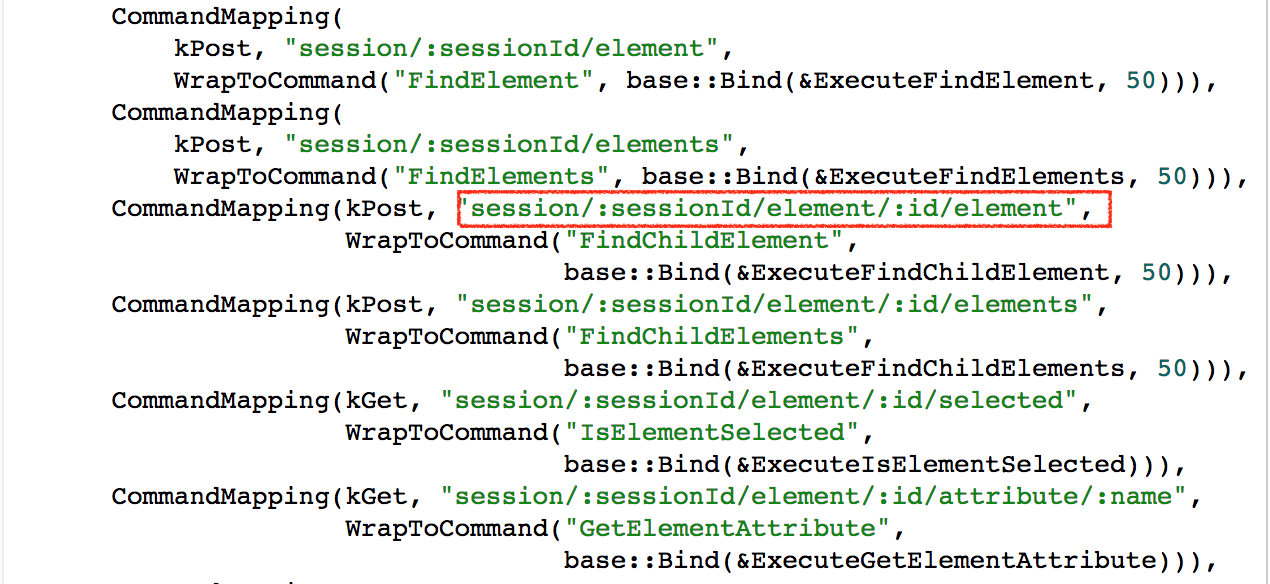 CommandMapping(
kPost, "session/:sessionId/element",
WrapToCommand("FindElement", base::Bind(&ExecuteFindElement, 50))),
CommandMapping(
kPost, "session/:sessionId/elements",
WrapToCommand("FindElements", base::Bind(&ExecuteFindElements, 50))),
CommandMapping(kPost, "session/:sessionId/element/:id/element",
WrapToCommand("FindChildElement",
base::Bind(&ExecuteFindChildElement, 50))),
CommandMapping(kPost, "session/:sessionId/element/:id/elements",
WrapToCommand("FindChildElements",
base::Bind(&ExecuteFindChildElements, 50))),
CommandMapping(kGet, "session/:sessionId/element/:id/selected",
WrapToCommand("IsElementSelected",
base::Bind(&ExecuteIsElementSelected))),
CommandMapping(kGet, "session/:sessionId/element/:id/attribute/:name",
WrapToCommand("GetElementAttribute",
base::Bind(&ExecuteGetElementAttribute))),